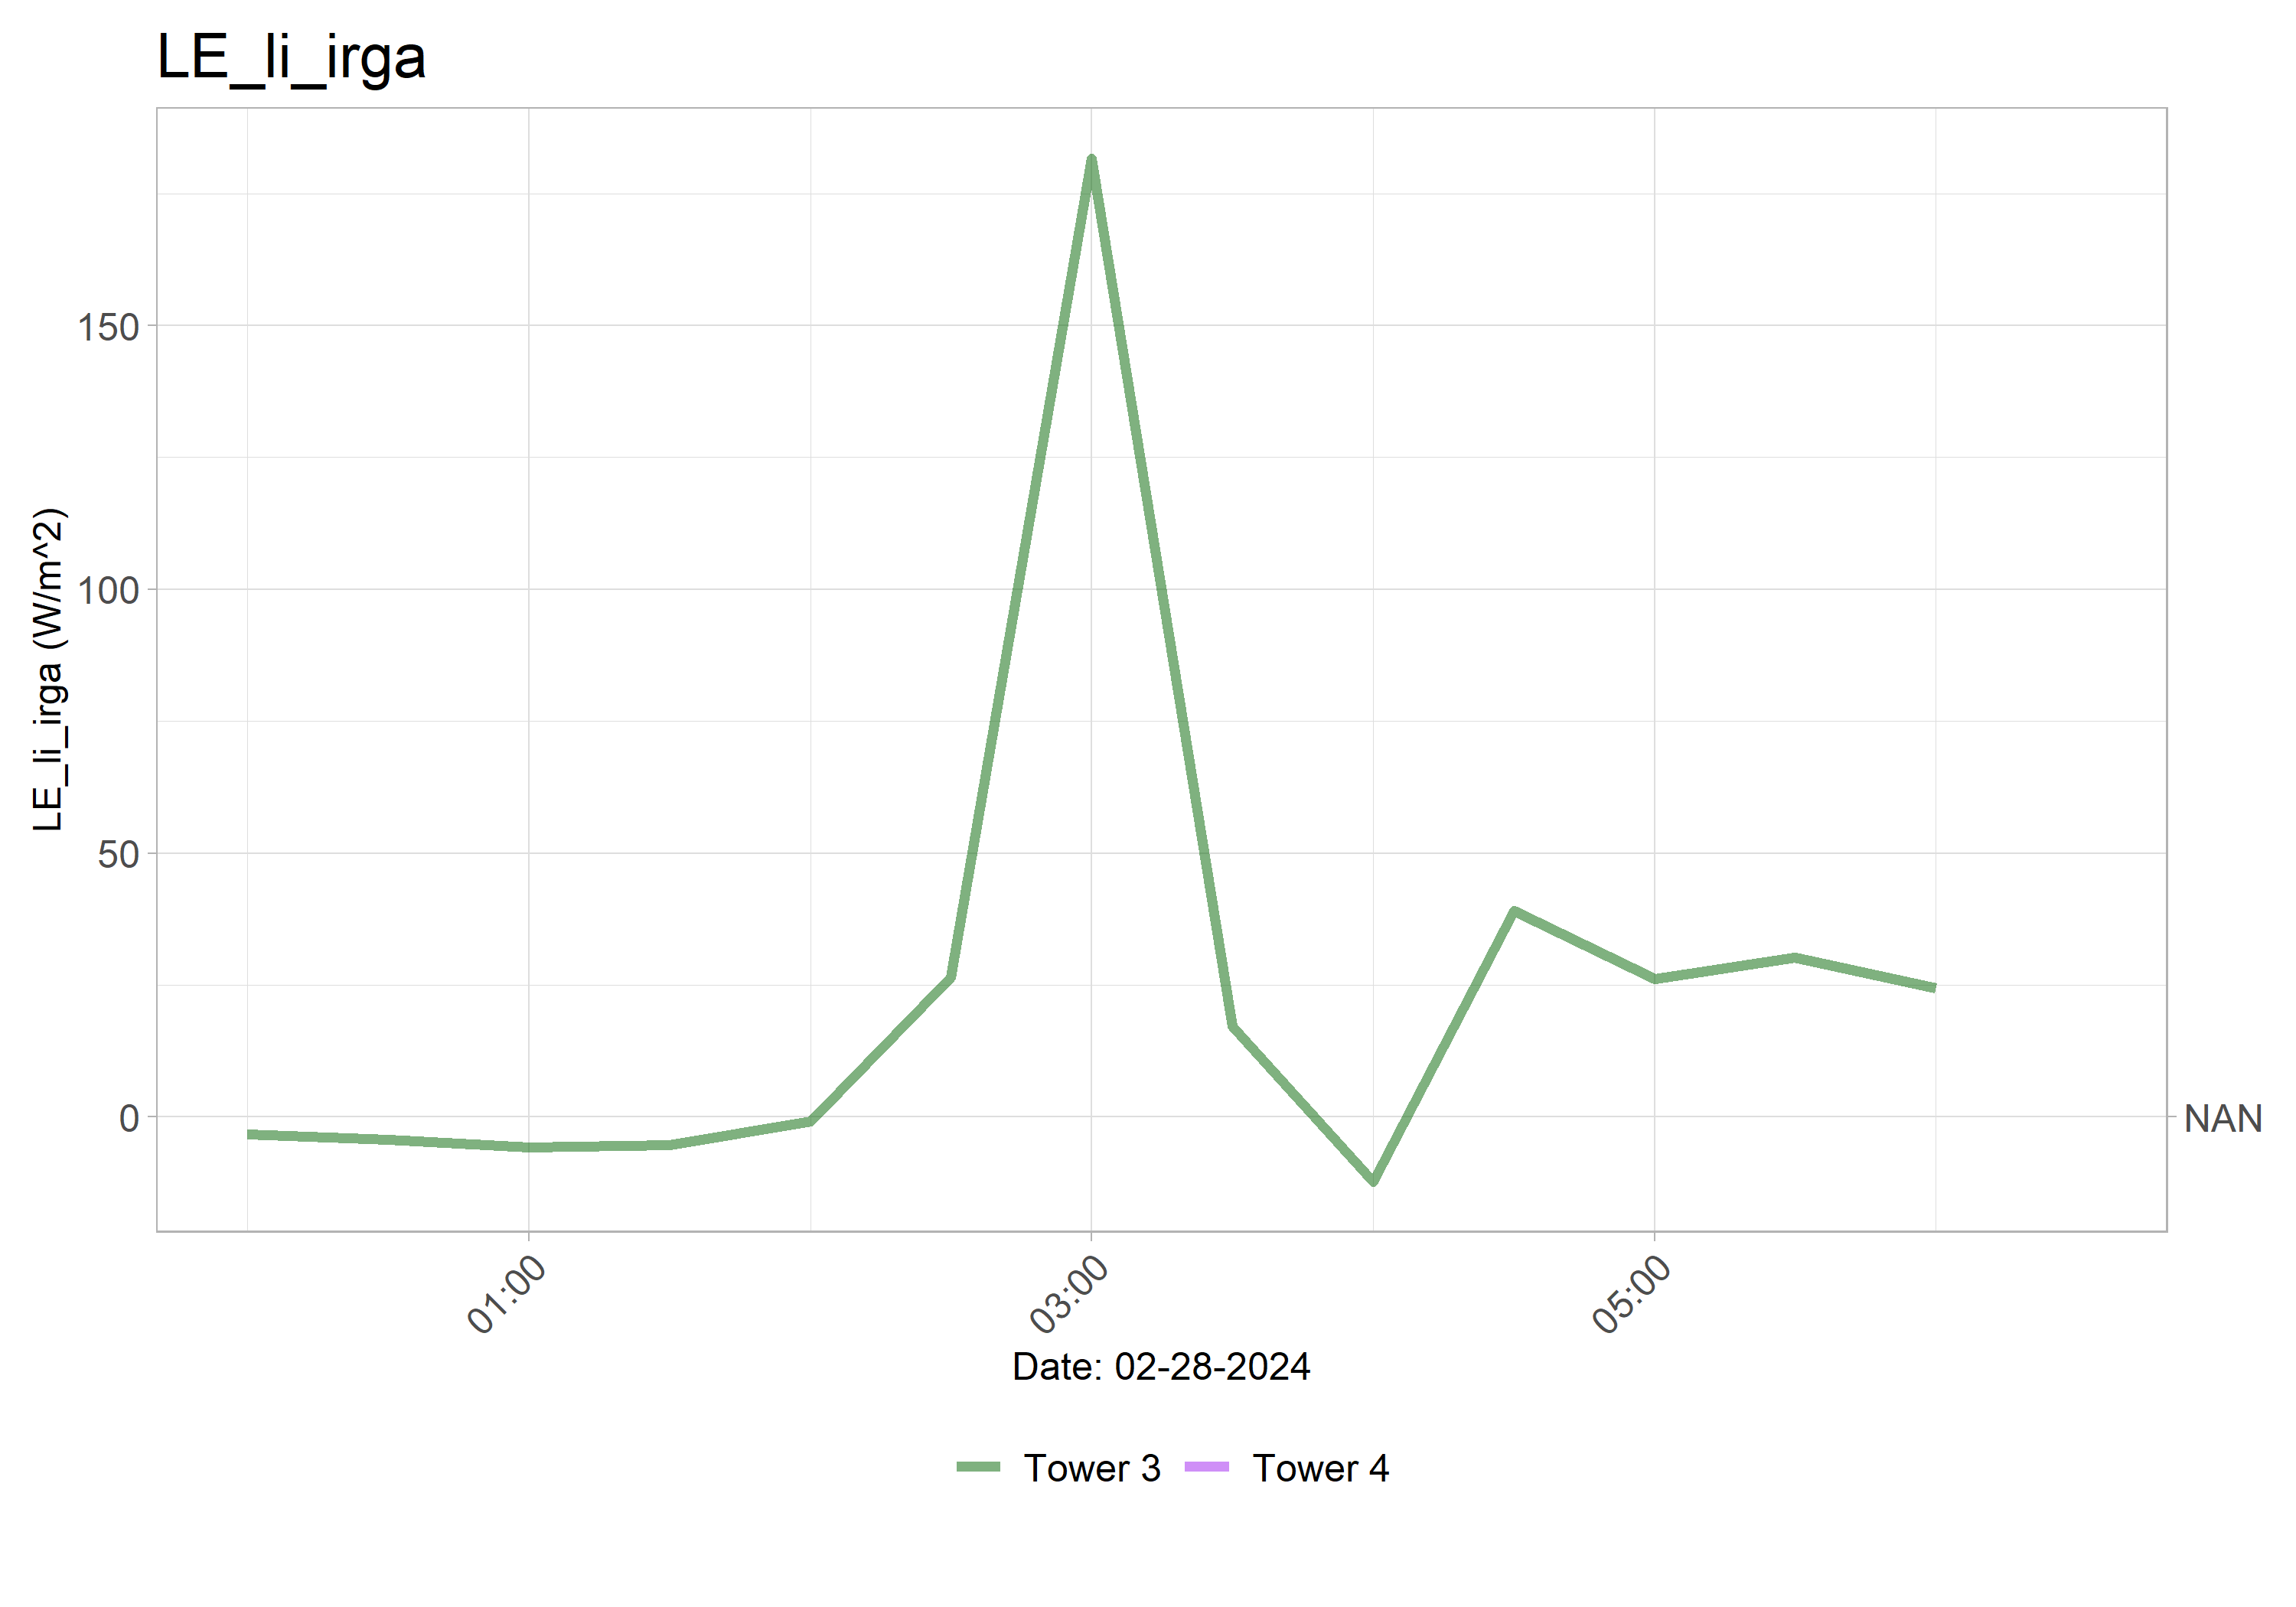 LE_li_irga
LE_li_irga (W/m^2)
150
100
50
0
NAN
01:00
03:00
05:00
Date: 02-28-2024
Tower 3
Tower 4